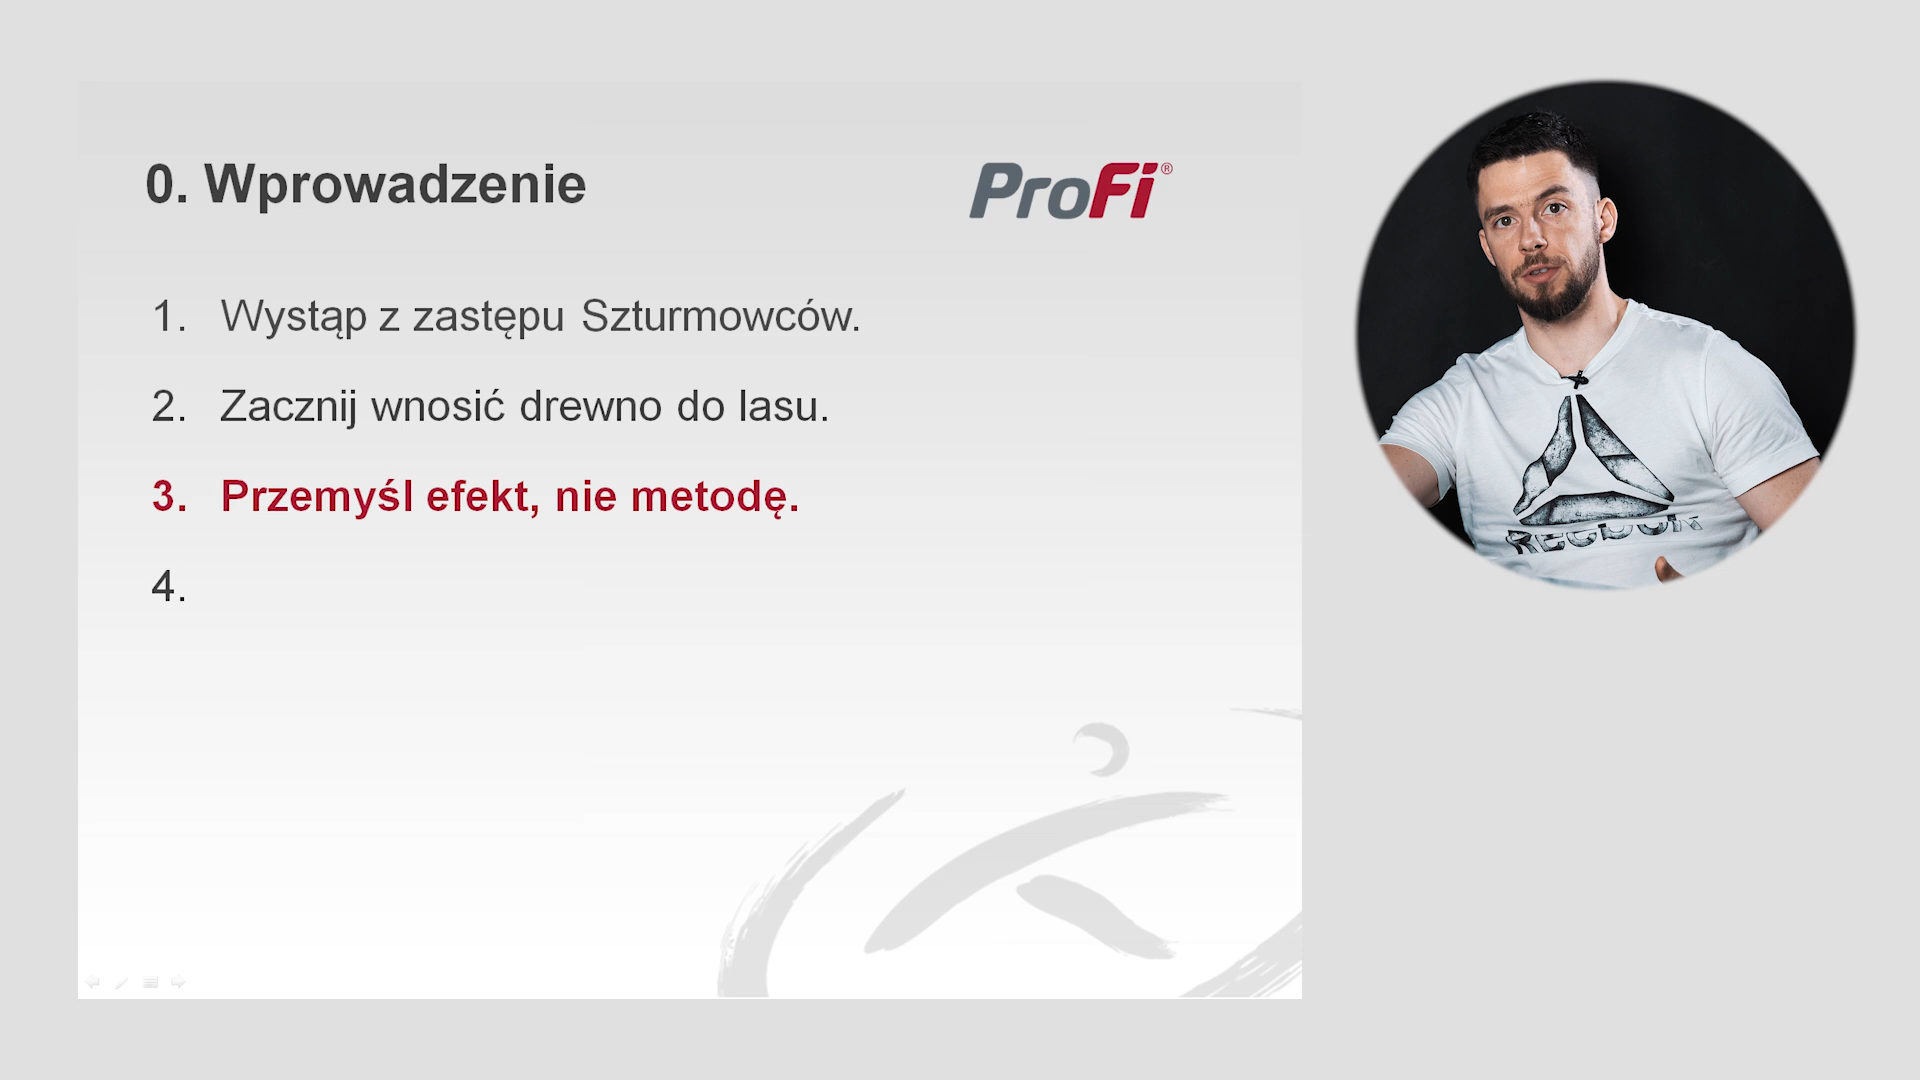 0. Wprowadzenie
ProFi®
1. Wystąp z zastępu Szturmowców.
2. Zacznij wnosić drewno do lasu.
3. Przemyśl efekt, nie metodę.
4.
REEBOK